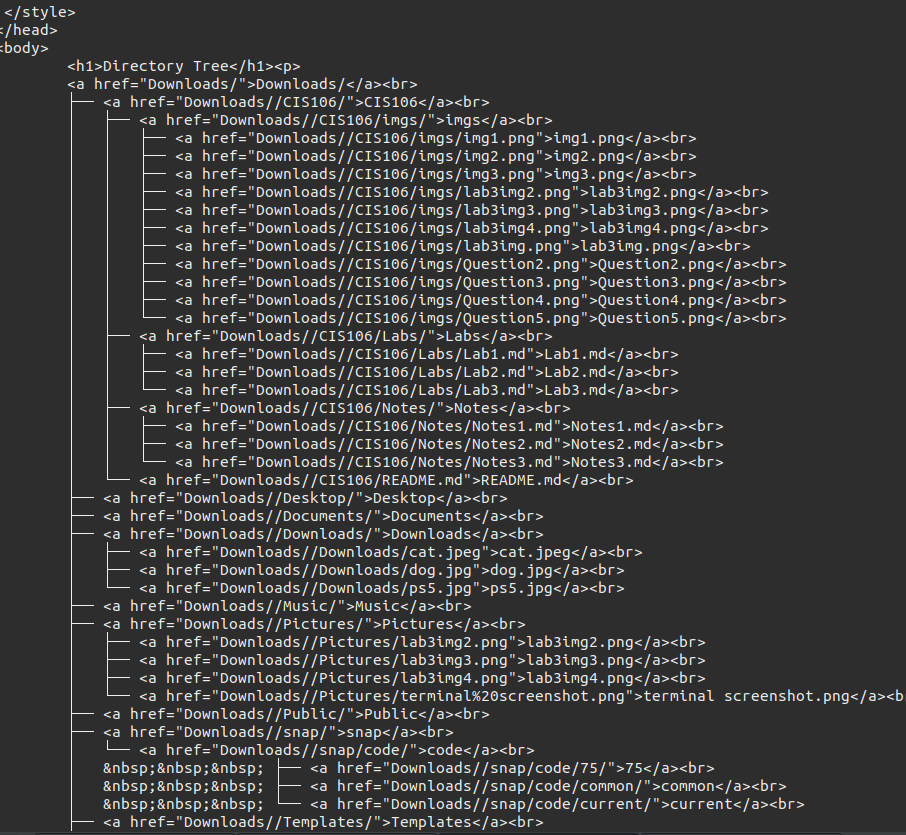 </style>
</head>
<body>
	<h1>Directory Tree</h1><p>
	<a href="Downloads/">Downloads/</a><br>
	├── <a href="Downloads//CIS106/">CIS106</a><br>
	│   ├── <a href="Downloads//CIS106/imgs/">imgs</a><br>
	│   │   ├── <a href="Downloads//CIS106/imgs/img1.png">img1.png</a><br>
	│   │   ├── <a href="Downloads//CIS106/imgs/img2.png">img2.png</a><br>
	│   │   ├── <a href="Downloads//CIS106/imgs/img3.png">img3.png</a><br>
	│   │   ├── <a href="Downloads//CIS106/imgs/lab3img2.png">lab3img2.png</a><br>
	│   │   ├── <a href="Downloads//CIS106/imgs/lab3img3.png">lab3img3.png</a><br>
	│   │   ├── <a href="Downloads//CIS106/imgs/lab3img4.png">lab3img4.png</a><br>
	│   │   ├── <a href="Downloads//CIS106/imgs/lab3img.png">lab3img.png</a><br>
	│   │   ├── <a href="Downloads//CIS106/imgs/Question2.png">Question2.png</a><br>
	│   │   ├── <a href="Downloads//CIS106/imgs/Question3.png">Question3.png</a><br>
	│   │   ├── <a href="Downloads//CIS106/imgs/Question4.png">Question4.png</a><br>
	│   │   └── <a href="Downloads//CIS106/imgs/Question5.png">Question5.png</a><br>
	│   ├── <a href="Downloads//CIS106/Labs/">Labs</a><br>
	│   │   ├── <a href="Downloads//CIS106/Labs/Lab1.md">Lab1.md</a><br>
	│   │   ├── <a href="Downloads//CIS106/Labs/Lab2.md">Lab2.md</a><br>
	│   │   └── <a href="Downloads//CIS106/Labs/Lab3.md">Lab3.md</a><br>
	│   ├── <a href="Downloads//CIS106/Notes/">Notes</a><br>
	│   │   ├── <a href="Downloads//CIS106/Notes/Notes1.md">Notes1.md</a><br>
	│   │   ├── <a href="Downloads//CIS106/Notes/Notes2.md">Notes2.md</a><br>
	│   │   └── <a href="Downloads//CIS106/Notes/Notes3.md">Notes3.md</a><br>
	│   └── <a href="Downloads//CIS106/README.md">README.md</a><br>
	├── <a href="Downloads//Desktop/">Desktop</a><br>
	├── <a href="Downloads//Documents/">Documents</a><br>
	├── <a href="Downloads//Downloads/">Downloads</a><br>
	│   ├── <a href="Downloads//Downloads/cat.jpeg">cat.jpeg</a><br>
	│   ├── <a href="Downloads//Downloads/dog.jpg">dog.jpg</a><br>
	│   └── <a href="Downloads//Downloads/ps5.jpg">ps5.jpg</a><br>
	├── <a href="Downloads//Music/">Music</a><br>
	├── <a href="Downloads//Pictures/">Pictures</a><br>
	│   ├── <a href="Downloads//Pictures/lab3img2.png">lab3img2.png</a><br>
	│   ├── <a href="Downloads//Pictures/lab3img3.png">lab3img3.png</a><br>
	│   ├── <a href="Downloads//Pictures/lab3img4.png">lab3img4.png</a><br>
	│   └── <a href="Downloads//Pictures/terminal%20screenshot.png">terminal screenshot.png</a><br
	├── <a href="Downloads//Public/">Public</a><br>
	├── <a href="Downloads//snap/">snap</a><br>
	│   └── <a href="Downloads//snap/code/">code</a><br>
	│   &nbsp;&nbsp;&nbsp; ├── <a href="Downloads//snap/code/75/">75</a><br>
	│   &nbsp;&nbsp;&nbsp; ├── <a href="Downloads//snap/code/common/">common</a><br>
	│   &nbsp;&nbsp;&nbsp; └── <a href="Downloads//snap/code/current/">current</a><br>
	├── <a href="Downloads//Templates/">Templates</a><br>